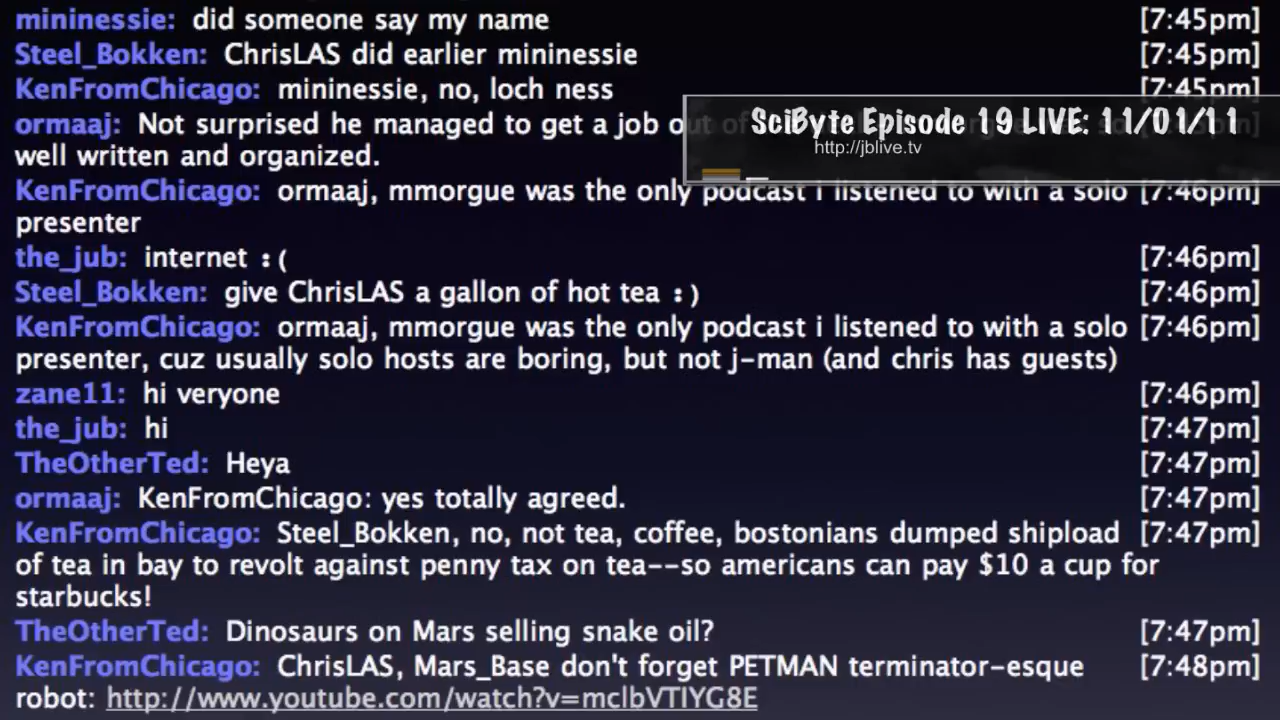 mininessie: did someone say my name [7:45pm]
Steel_Bokken: ChrisLAS did earlier mininessie [7:45pm]
KenFromChicago: mininessie, no, loch ness [7:45pm]
SciByte Episode 19 LIVE: 11/01/11
http://jblive.tv
ormaaj: Not surprised he managed to get a job out of
well written and organized.
KenFromChicago: ormaaj, mmorgue was the only podcast i listened to with a solo [7:46pm]
presenter
the_jub: internet :( [7:46pm]
Steel_Bokken: give ChrisLAS a gallon of hot tea :) [7:46pm]
KenFromChicago: ormaaj, mmorgue was the only podcast i listened to with a solo [7:46pm]
presenter, cuz usually solo hosts are boring, but not j-man (and chris has guests)
zane11: hi veryone [7:46pm]
the_jub: hi [7:47pm]
TheOtherTed: Heya [7:47pm]
ormaaj: KenFromChicago: yes totally agreed. [7:47pm]
KenFromChicago: Steel_Bokken, no, not tea, coffee, bostonians dumped shipload [7:47pm]
of tea in bay to revolt against penny tax on tea--so americans can pay $10 a cup for
starbucks!
TheOtherTed: Dinosaurs on Mars selling snake oil? [7:47pm]
KenFromChicago: ChrisLAS, Mars_Base don't forget PETMAN terminator-esque [7:48pm]
robot: http://www.youtube.com/watch?v=mclbVTIYG8E